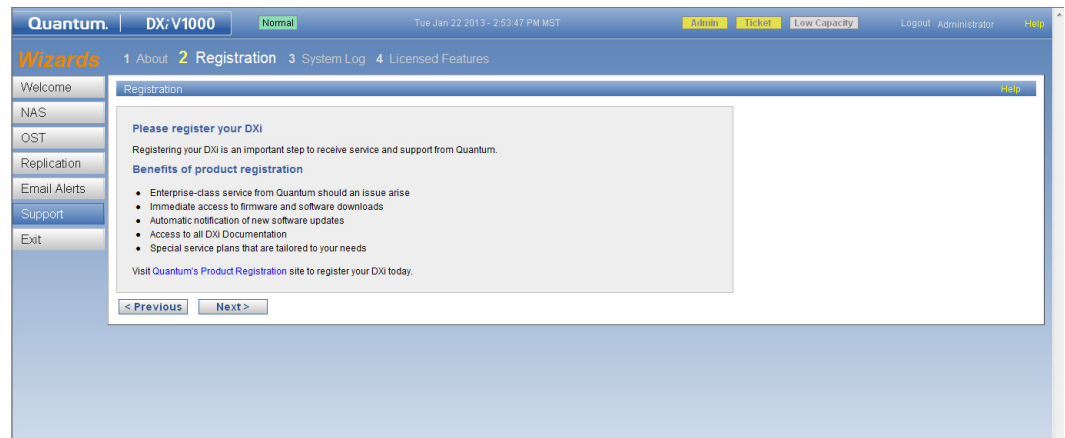 Quantum. DXi V1000 Normal Tue Jan 22 2013 - 2:53:47 PM MST Admin Ticket Low Capacity Logout Administrator Help
Wizards 1 About 2 Registration 3 System Log 4 Licensed Features
Welcome
NAS
OST
Replication
Email Alerts
Support
Exit
Registration Help
Please register your DXi
Registering your DXi is an important step to receive service and support from Quantum.
Benefits of product registration
• Enterprise-class service from Quantum should an issue arise
• Immediate access to firmware and software downloads
• Automatic notification of new software updates
• Access to all DXi Documentation
• Special service plans that are tailored to your needs
Visit Quantum's Product Registration site to register your DXi today.
< Previous Next >